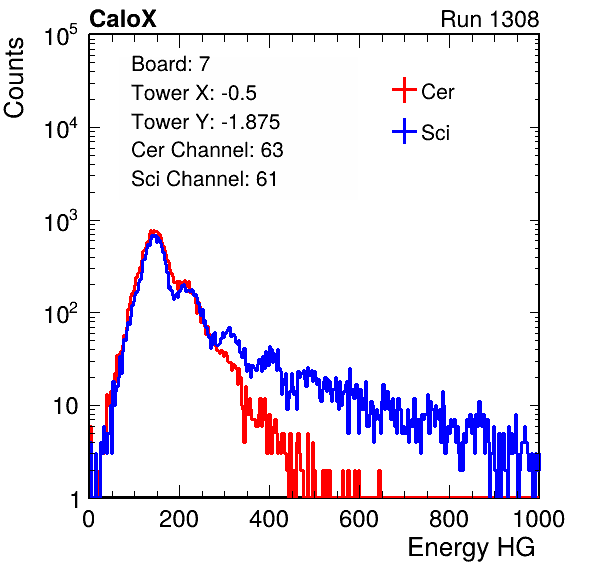 CaloX Run 1308
Counts
10^5
10^4
10^3
10^2
10
1
Board: 7
Tower X: -0.5
Tower Y: -1.875
Cer Channel: 63
Sci Channel: 61
Cer
Sci
0 200 400 600 800 1000
Energy HG